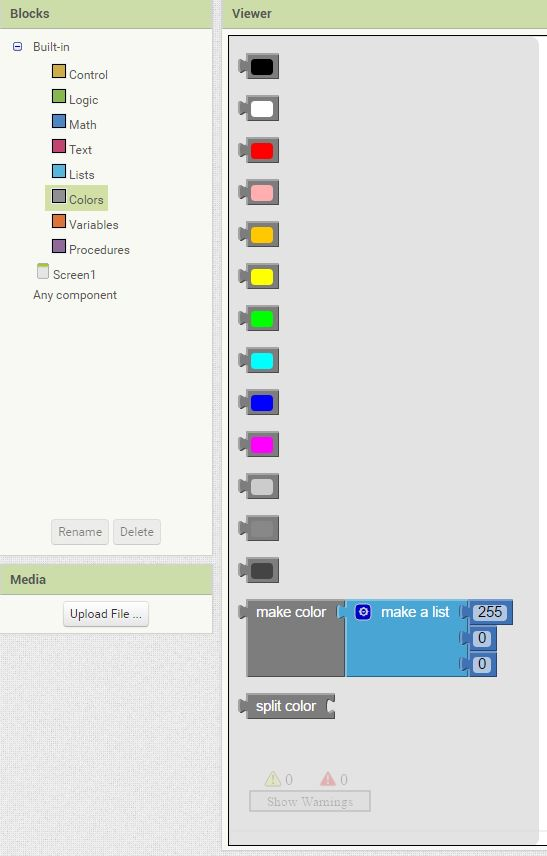 Blocks
Built-in
Control
Logic
Math
Text
Lists
Colors
Variables
Procedures
Screen1
Any component
Rename Delete
Media
Upload File ...
Viewer
make color make a list 255
0
0
split color
0 0
Show Warnings